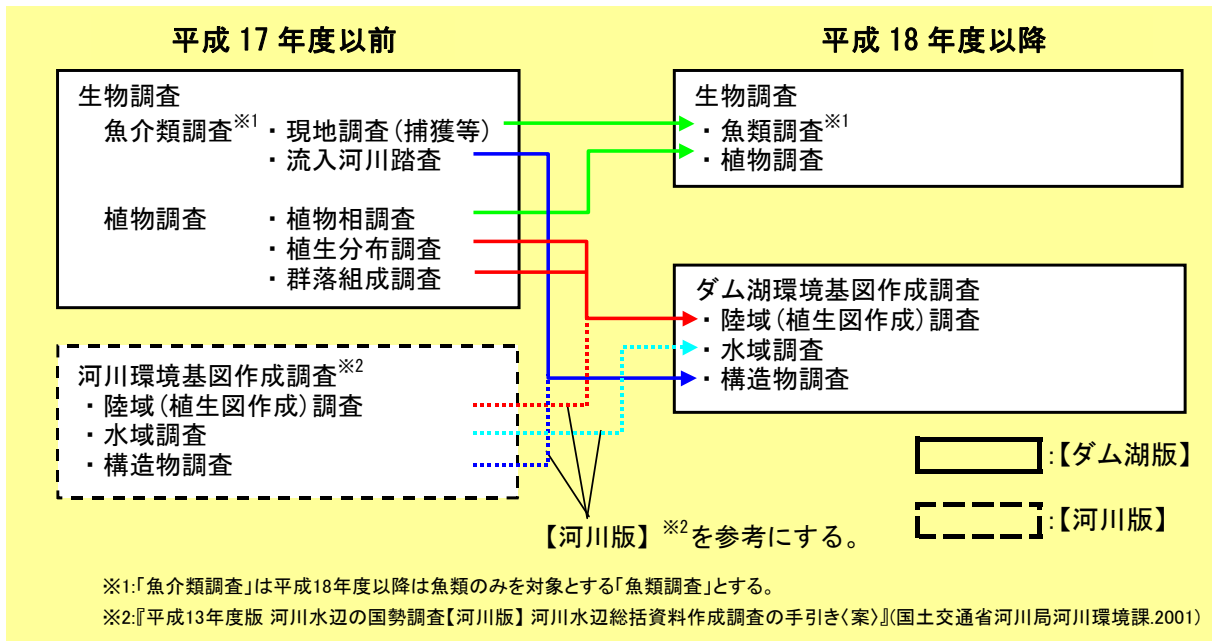 平成 17 年度以前
平成 18 年度以降
生物調査
魚介類調査※1 ・現地調査(捕獲等)
・流入河川踏査
植物調査 ・植物相調査
・植生分布調査
・群落組成調査
生物調査
・魚類調査※1
・植物調査
河川環境基図作成調査※2
・陸域(植生図作成)調査
・水域調査
・構造物調査
ダム湖環境基図作成調査
・陸域(植生図作成)調査
・水域調査
・構造物調査
【河川版】※2を参考にする。
:【ダム湖版】
:【河川版】
※1:「魚介類調査」は平成18年度以降は魚類のみを対象とする「魚類調査」とする。
※2:『平成13年度版 河川水辺の国勢調査【河川版】 河川水辺総括資料作成調査の手引き〈案〉』(国土交通省河川局河川環境課.2001)